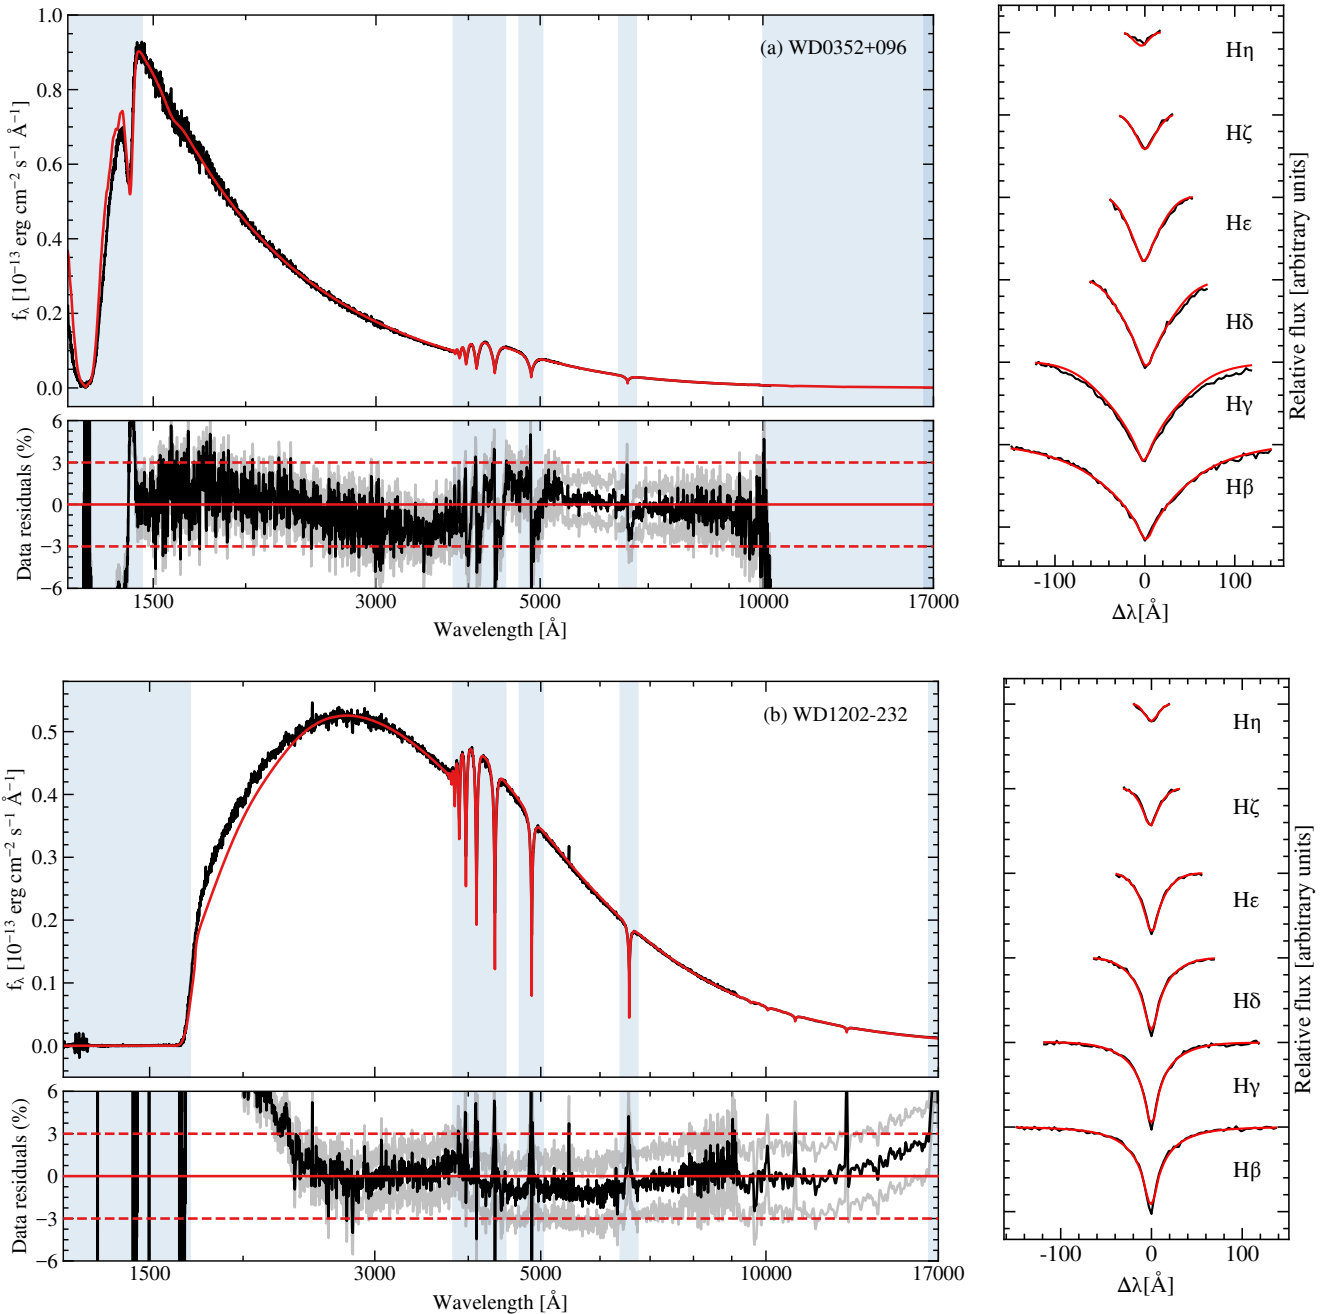 (a) WD0352+096
1.0
0.8
0.6
0.4
0.2
0.0
f_λ [10⁻¹³ erg cm⁻² s⁻¹ Å⁻¹]
6
3
0
−3
−6
Data residuals (%)
1500 3000 5000 10000 17000
Wavelength [Å]
Hη
Hζ
Hε
Hδ
Hγ
Hβ
Relative flux [arbitrary units]
-100 0 100
Δλ[Å]
(b) WD1202-232
0.5
0.4
0.3
0.2
0.1
0.0
f_λ [10⁻¹³ erg cm⁻² s⁻¹ Å⁻¹]
6
3
0
−3
−6
Data residuals (%)
1500 3000 5000 10000 17000
Wavelength [Å]
Hη
Hζ
Hε
Hδ
Hγ
Hβ
Relative flux [arbitrary units]
-100 0 100
Δλ[Å]